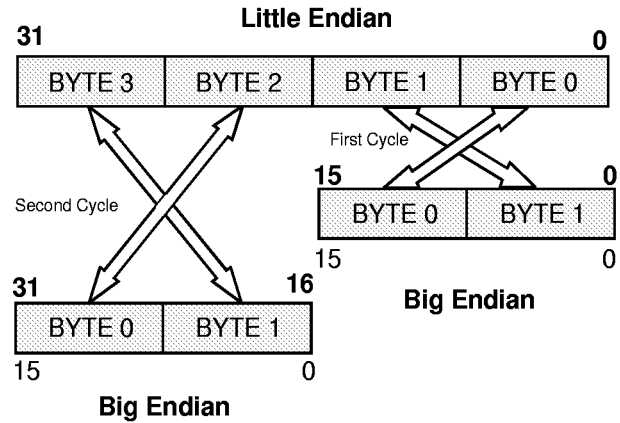 Little Endian
31 0
BYTE 3 BYTE 2 BYTE 1 BYTE 0
First Cycle
15 0
Second Cycle
BYTE 0 BYTE 1
15 0
31 16
Big Endian
BYTE 0 BYTE 1
15 0
Big Endian